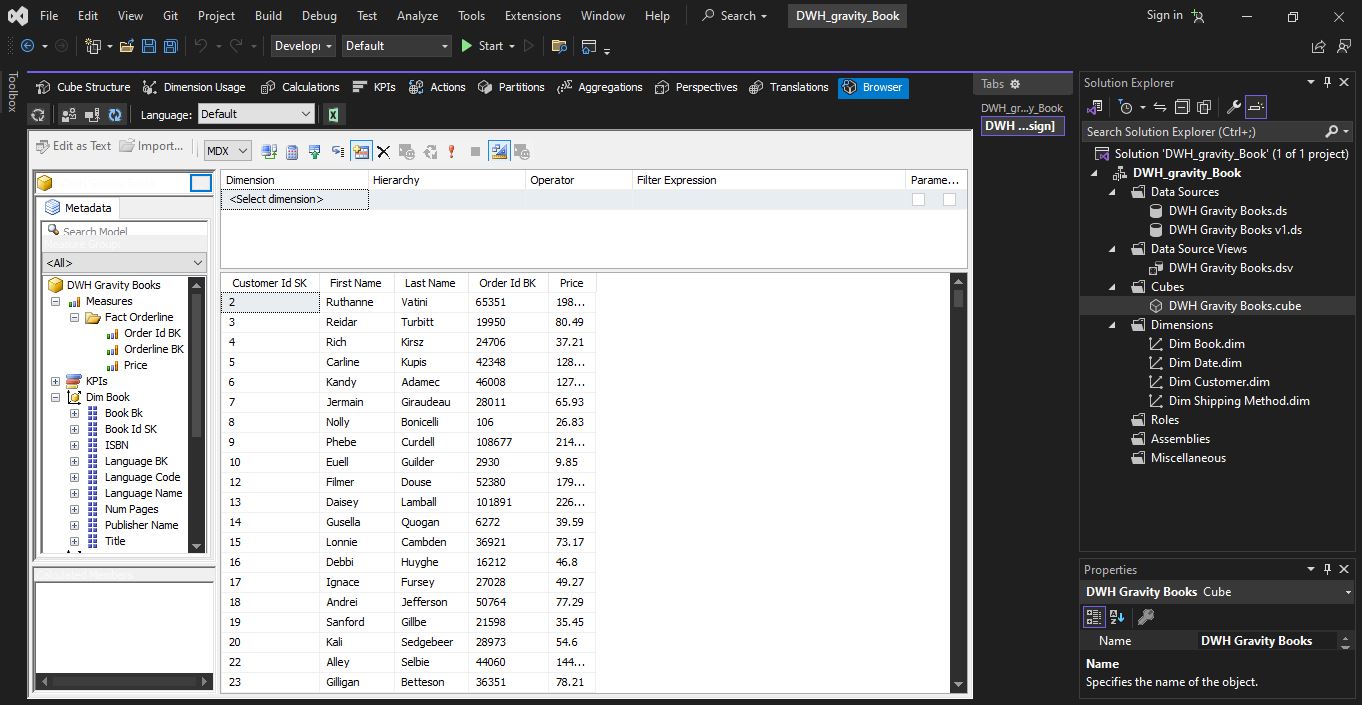 File Edit View Git Project Build Debug Test Analyze Tools Extensions Window Help Search DWH_gravity_Book Sign in
Developr Default Start
Toolbox
Cube Structure Dimension Usage Calculations KPIs Actions Partitions Aggregations Perspectives Translations Browser
Language: Default
Edit as Text Import... MDX
Metadata
Search Model
Measure Group:
<All>
DWH Gravity Books
Measures
Fact Orderline
Order Id BK
Orderline BK
Price
KPIs
Dim Book
Book Bk
Book Id SK
ISBN
Language BK
Language Code
Language Name
Num Pages
Publisher Name
Title
Calculated Members
Dimension Hierarchy Operator Filter Expression Parame...
<Select dimension>
Customer Id SK First Name Last Name Order Id BK Price
2 Ruthanne Vatini 65351 198...
3 Reidar Turbitt 19950 80.49
4 Rich Kirsz 24706 37.21
5 Carline Kupis 42348 128...
6 Kandy Adamec 46008 127...
7 Jermain Giraudeau 28011 65.93
8 Nolly Bonicelli 106 26.83
9 Phebe Curdell 108677 214...
10 Euell Guilder 2930 9.85
12 Filmer Douse 52380 179...
13 Daisey Lamball 101891 226...
14 Gusella Quogan 6272 39.59
15 Lonnie Cambden 36921 73.17
16 Debbi Huyghe 16212 46.8
17 Ignace Fursey 27028 49.27
18 Andrei Jefferson 50764 77.29
19 Sanford Gillbe 21598 35.45
20 Kali Sedgebeer 28973 54.6
22 Alley Selbie 44060 144...
23 Gilligan Betteson 36351 78.21
Tabs
DWH_gr...y_Book
DWH ...sign]
Solution Explorer
Search Solution Explorer (Ctrl+;)
Solution 'DWH_gravity_Book' (1 of 1 project)
DWH_gravity_Book
Data Sources
DWH Gravity Books.ds
DWH Gravity Books v1.ds
Data Source Views
DWH Gravity Books.dsv
Cubes
DWH Gravity Books.cube
Dimensions
Dim Book.dim
Dim Date.dim
Dim Customer.dim
Dim Shipping Method.dim
Roles
Assemblies
Miscellaneous
Properties
DWH Gravity Books Cube
Name DWH Gravity Books
Name
Specifies the name of the object.